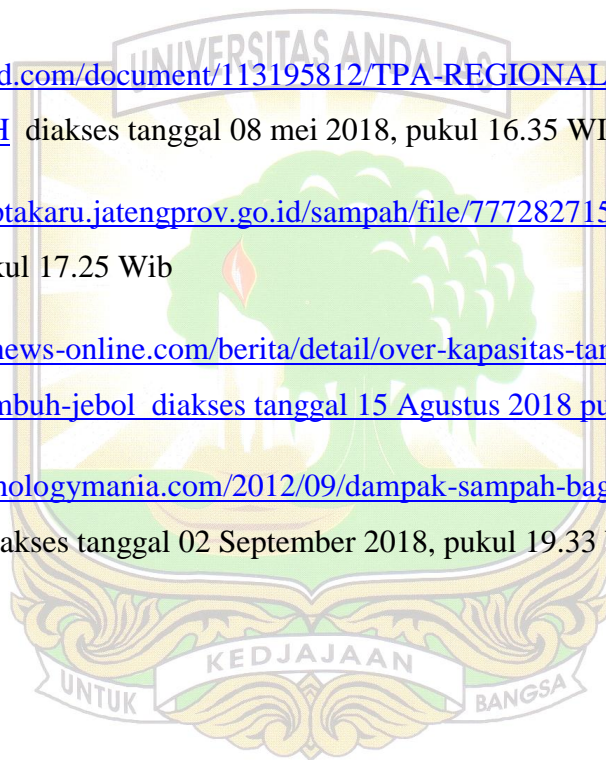 UNIVERSITAS ANDALAS
d.com/document/113195812/TPA-REGIONAL
H diakses tanggal 08 mei 2018, pukul 16.35 WI
ptakaru.jatengprov.go.id/sampah/file/777282715
kul 17.25 Wib
news-online.com/berita/detail/over-kapasitas-tan
mbuh-jebol diakses tanggal 15 Agustus 2018 pu
nologymania.com/2012/09/dampak-sampah-bag
akses tanggal 02 September 2018, pukul 19.33
KEDJAJAAN
UNTUK
BANGSA